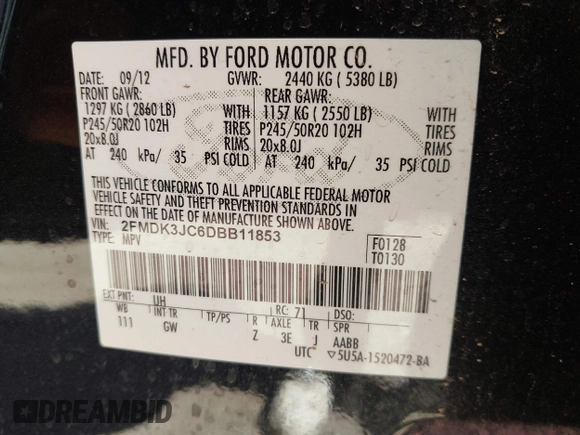 MFD. BY FORD MOTOR CO.
DATE: 09/12 GVWR: 2440 KG ( 5380 LB)
FRONT GAWR: REAR GAWR:
1297 KG ( 2860 LB) WITH 1157 KG ( 2550 LB) WITH
P245/50R20 102H TIRES P245/50R20 102H TIRES
20x8.0J RIMS 20x8.0J RIMS
AT 240 kPa/ 35 PSI COLD AT 240 kPa/ 35 PSI COLD
Ford
THIS VEHICLE CONFORMS TO ALL APPLICABLE FEDERAL MOTOR
VEHICLE SAFETY AND THEFT PREVENTION STANDARDS IN
EFFECT ON THE DATE OF MANUFACTURE SHOWN ABOVE.
VIN: 2FMDK3JC6DBB11853
TYPE: MPV
F0128
T0130
EXT PNT: UH RC: 71 DSO:
WB INT TR TP/PS R AXLE TR SPR
111 GW Z 3E J AABB
UTC ▽5U5A-1520472-BA
DREAMBID